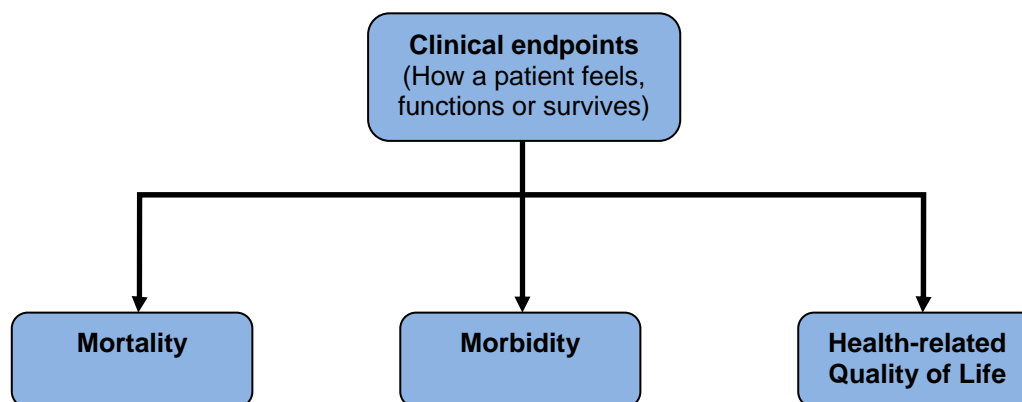 Clinical endpoints
(How a patient feels,
functions or survives)
Mortality
Morbidity
Health-related
Quality of Life